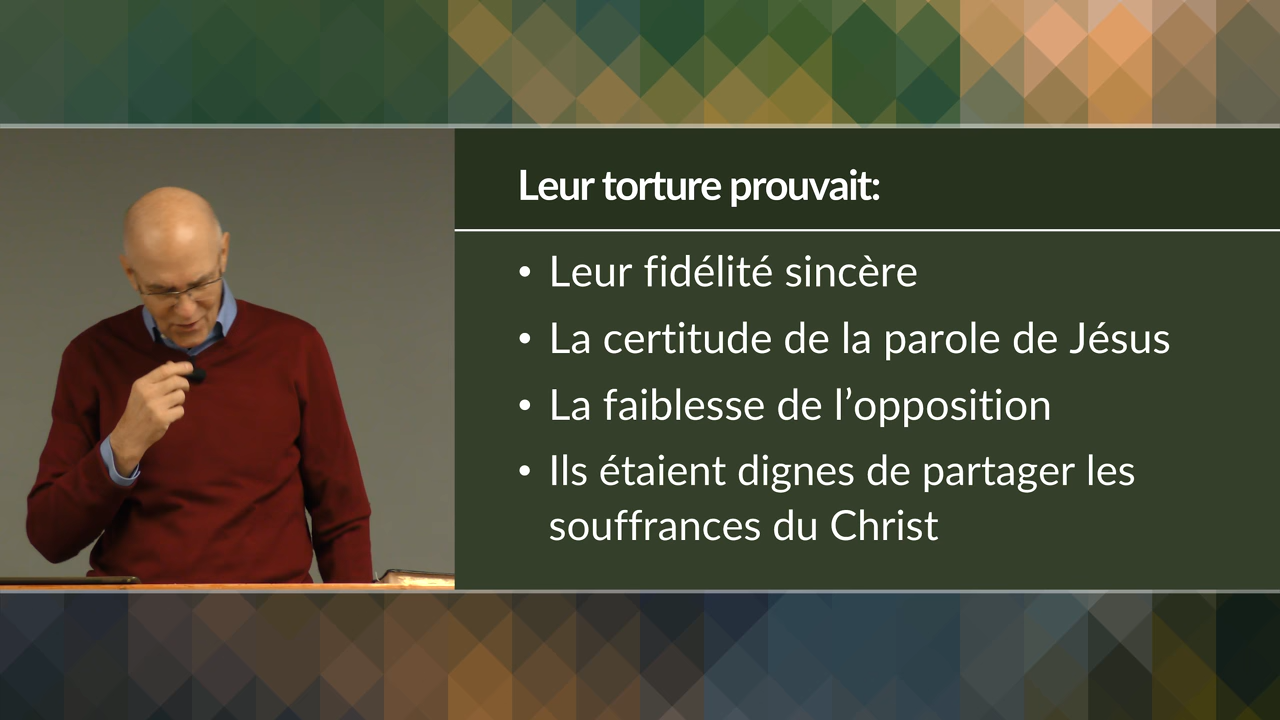 Leur torture prouvait:
• Leur fidélité sincère
• La certitude de la parole de Jésus
• La faiblesse de l’opposition
• Ils étaient dignes de partager les
souffrances du Christ